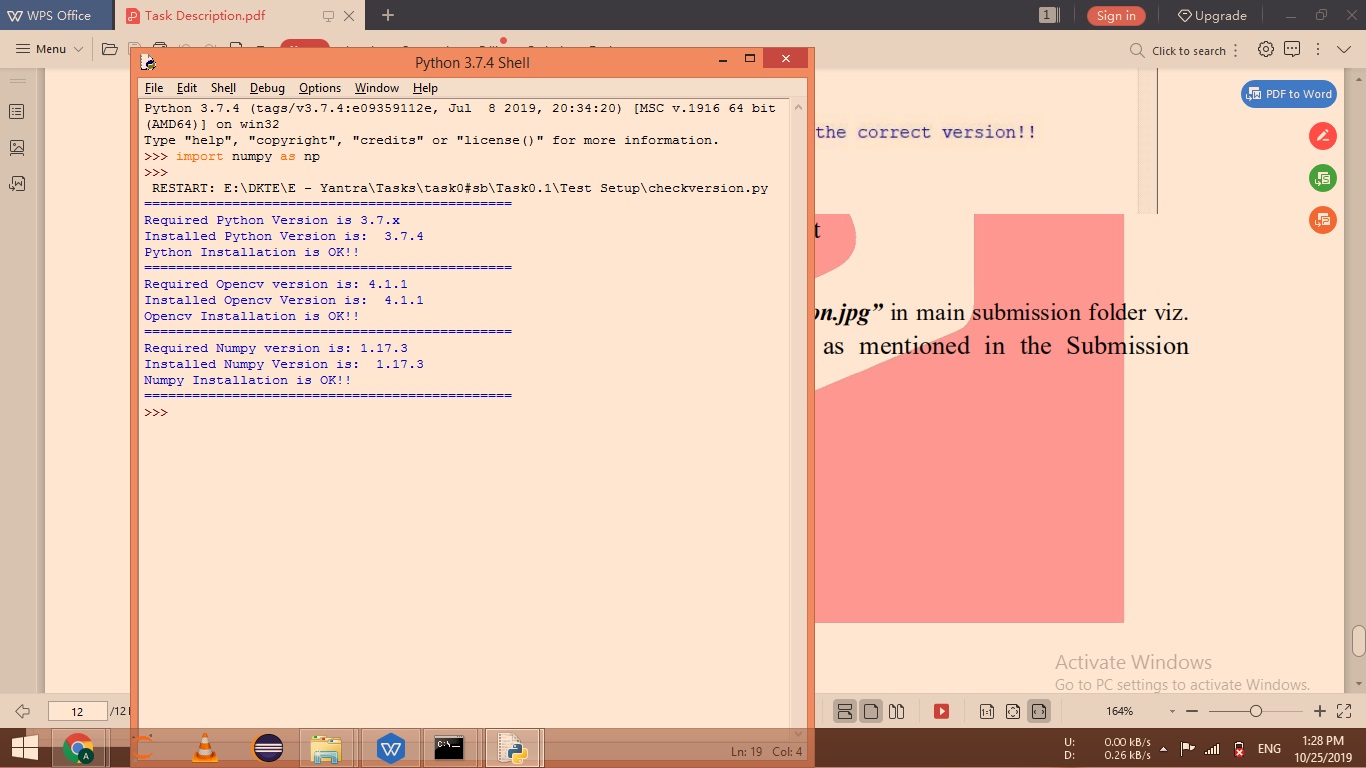 WPS Office
Task Description.pdf
1
Sign in
Upgrade
Menu
Click to search
PDF to Word
Python 3.7.4 Shell
File Edit Shell Debug Options Window Help
Python 3.7.4 (tags/v3.7.4:e09359112e, Jul  8 2019, 20:34:20) [MSC v.1916 64 bit
(AMD64)] on win32
Type "help", "copyright", "credits" or "license()" for more information.
>>> import numpy as np
>>>
RESTART: E:\DKTE\E - Yantra\Tasks\task0#sb\Task0.1\Test Setup\checkversion.py
==============================================
Required Python Version is 3.7.x
Installed Python Version is:  3.7.4
Python Installation is OK!!
==============================================
Required Opencv version is: 4.1.1
Installed Opencv Version is:  4.1.1
Opencv Installation is OK!!
==============================================
Required Numpy version is: 1.17.3
Installed Numpy Version is:  1.17.3
Numpy Installation is OK!!
==============================================
>>>
Ln: 19 Col: 4
the correct version!!
t
on.jpg” in main submission folder viz.
as mentioned in the Submission
Activate Windows
Go to PC settings to activate Windows.
12 /12
1:1
164%
U: 0.00 kB/s
D: 0.26 kB/s
ENG
1:28 PM
10/25/2019